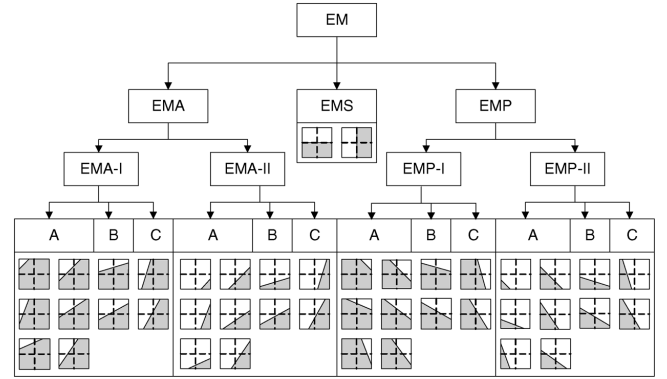 EM
EMA
EMS
EMP
EMA-I
EMA-II
EMP-I
EMP-II
A B C A B C A B C A B C